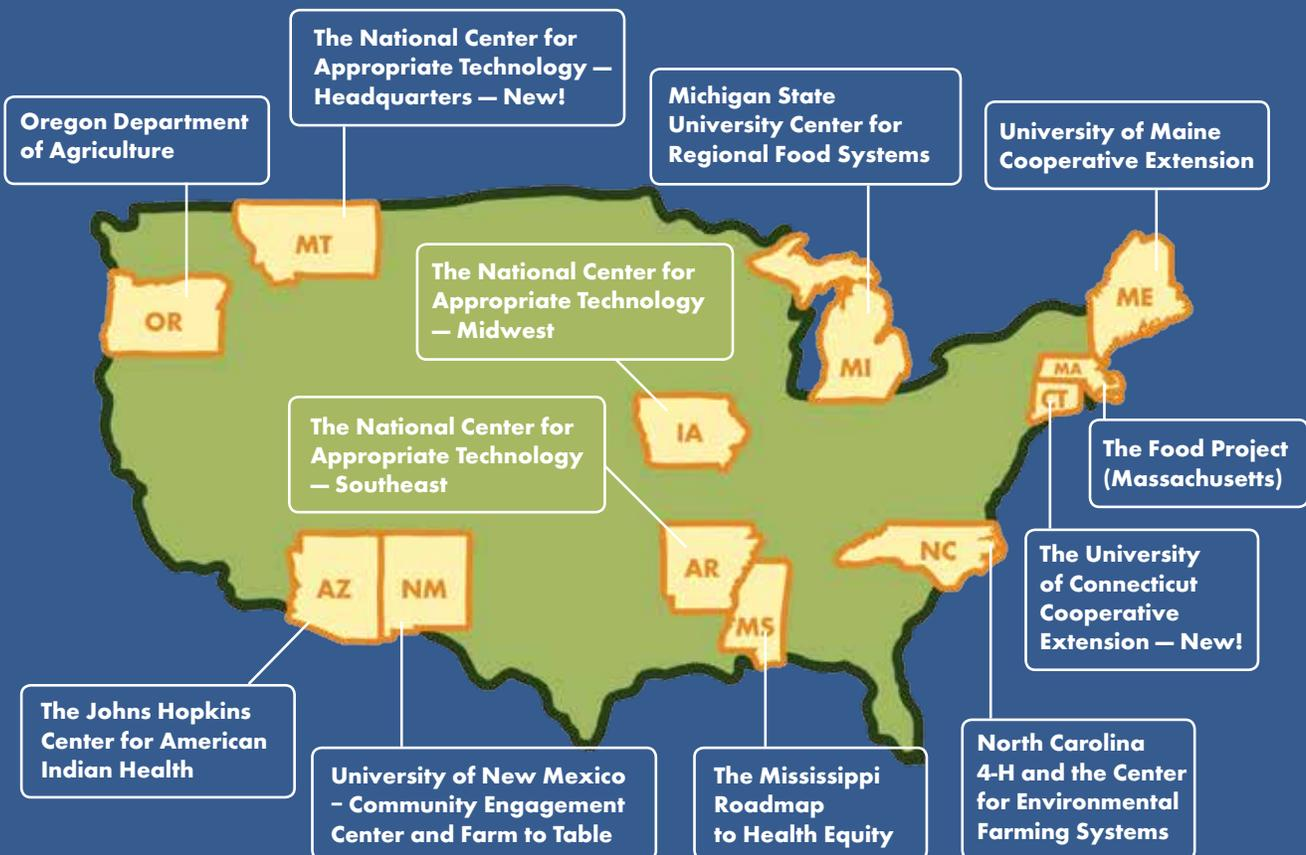 The National Center for
Appropriate Technology —
Headquarters — New!
Michigan State
University Center for
Regional Food Systems
Oregon Department
of Agriculture
University of Maine
Cooperative Extension
MT
The National Center for
Appropriate Technology
— Midwest
OR
ME
MI
MA
CT
The National Center for
Appropriate Technology
— Southeast
IA
The Food Project
(Massachusetts)
AZ
NM
AR
MS
NC
The University
of Connecticut
Cooperative
Extension — New!
The Johns Hopkins
Center for American
Indian Health
University of New Mexico
– Community Engagement
Center and Farm to Table
The Mississippi
Roadmap
to Health Equity
North Carolina
4-H and the Center
for Environmental
Farming Systems